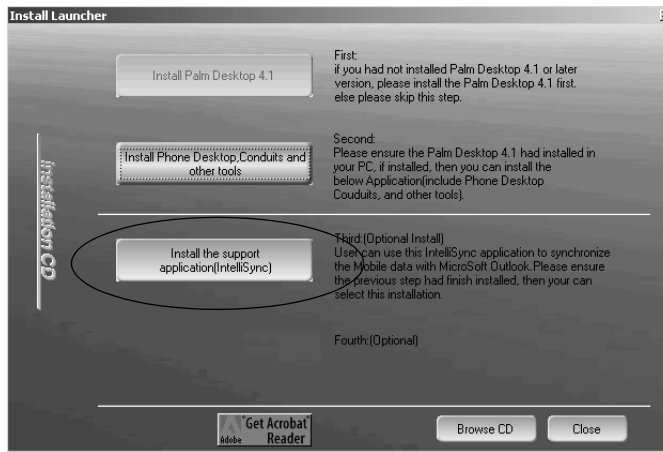 Install Launcher
Install Palm Desktop 4.1
First:
if you had not installed Palm Desktop 4.1 or later
version, please install the Palm Desktop 4.1 first.
else please skip this step.
Install Phone Desktop,Conduits and
other tools
Second:
Please ensure the Palm Desktop 4.1 had installed in
your PC, if installed, then you can install the
below Application(include Phone Desktop
Couduits, and other tools).
Installation CD
Install the support
application(IntelliSync)
Third:(Optional Install)
User can use this IntelliSync application to synchronize
the Mobile data with MicroSoft Outlook.Please ensure
the previous step had finish installed, then your can
select this installation.
Fourth:(Optional)
Adobe
Get Acrobat
Reader
Browse CD
Close